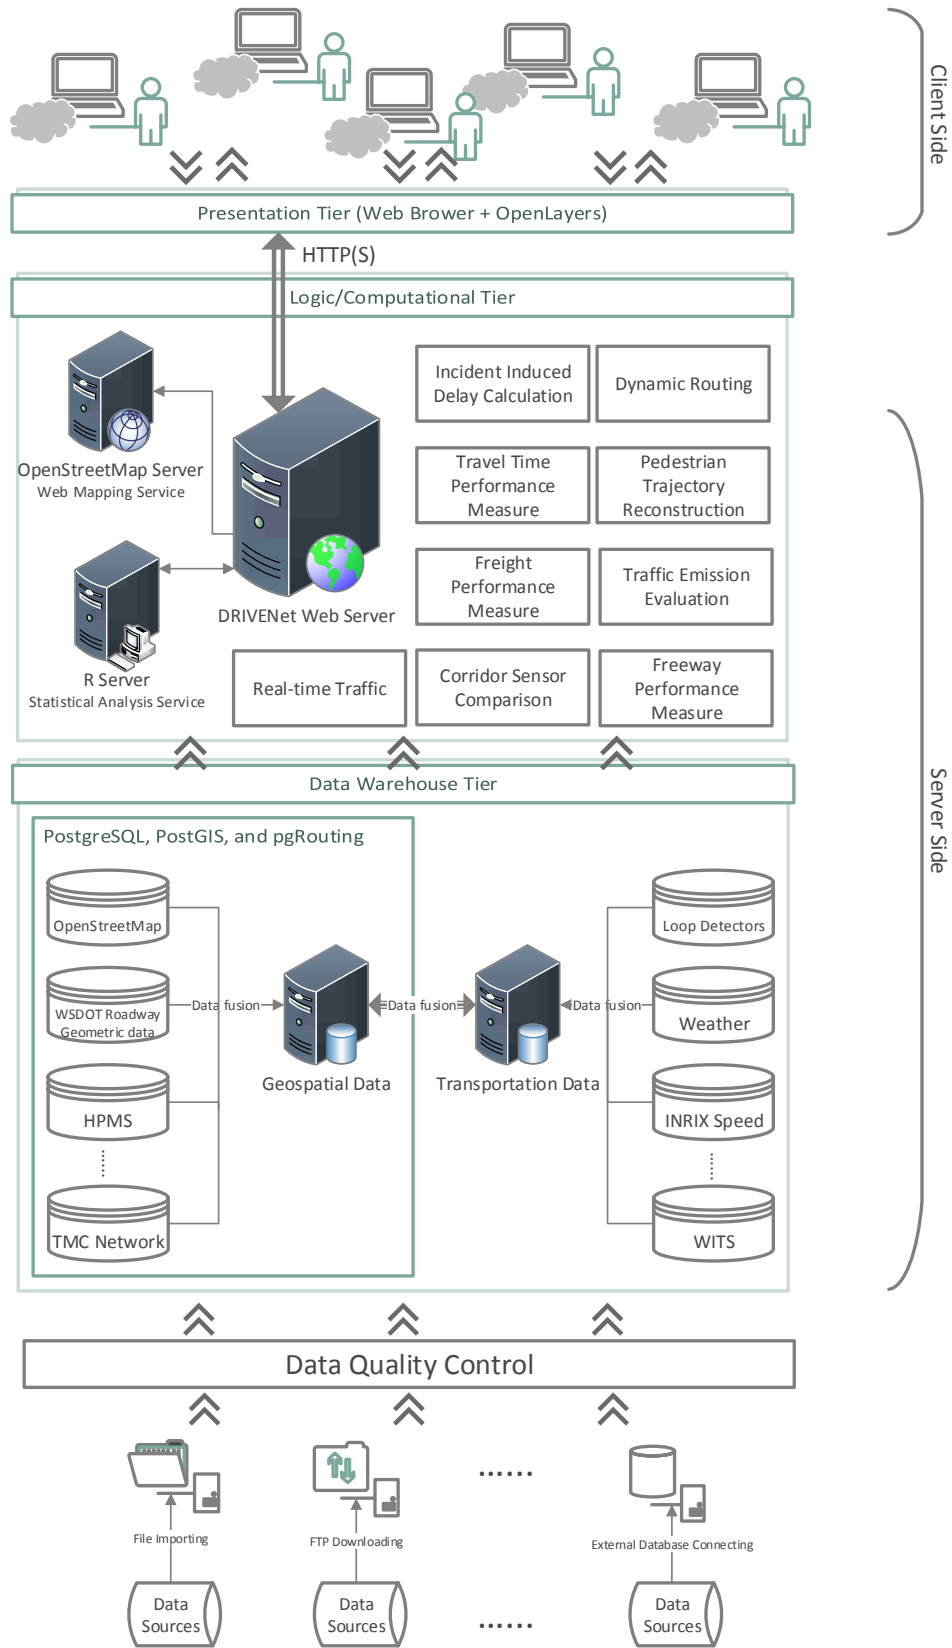 Client Side
Presentation Tier (Web Brower + OpenLayers)
HTTP(S)
Logic/Computational Tier
Incident Induced
Delay Calculation
Dynamic Routing
OpenStreetMap Server
Web Mapping Service
Travel Time
Performance
Measure
Pedestrian
Trajectory
Reconstruction
Freight
Performance
Measure
Traffic Emission
Evaluation
DRIVENet Web Server
R Server
Statistical Analysis Service
Real-time Traffic
Corridor Sensor
Comparison
Freeway
Performance
Measure
Server Side
Data Warehouse Tier
PostgreSQL, PostGIS, and pgRouting
OpenStreetMap
Loop Detectors
WSDOT Roadway
Geometric data
Data fusion
Data fusion
Data fusion
Weather
Geospatial Data
Transportation Data
HPMS
INRIX Speed
......
......
TMC Network
WITS
Data Quality Control
......
File Importing
FTP Downloading
External Database Connecting
Data
Sources
Data
Sources
......
Data
Sources